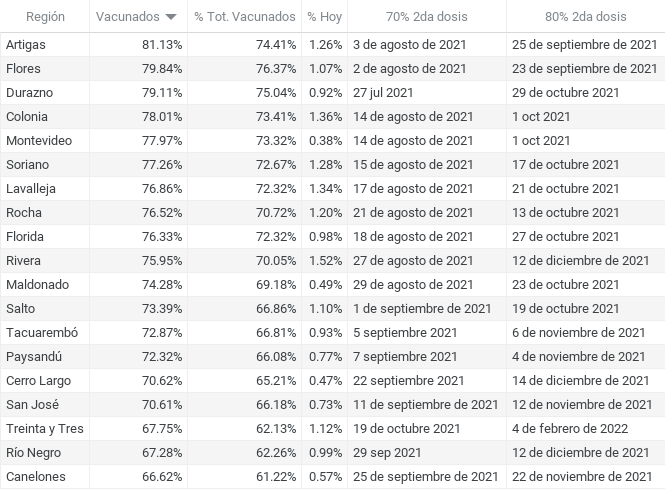 Región Vacunados % Tot. Vacunados % Hoy 70% 2da dosis 80% 2da dosis
Artigas 81.13% 74.41% 1.26% 3 de agosto de 2021 25 de septiembre de 2021
Flores 79.84% 76.37% 1.07% 2 de agosto de 2021 23 de septiembre de 2021
Durazno 79.11% 75.04% 0.92% 27 jul 2021 29 de octubre de 2021
Colonia 78.01% 73.41% 1.36% 14 de agosto de 2021 1 oct 2021
Montevideo 77.97% 73.32% 0.38% 14 de agosto de 2021 1 oct 2021
Soriano 77.26% 72.67% 1.28% 15 de agosto de 2021 17 de octubre 2021
Lavalleja 76.86% 72.32% 1.34% 17 de agosto de 2021 21 de octubre 2021
Rocha 76.52% 70.72% 1.20% 21 de agosto de 2021 13 de octubre 2021
Florida 76.33% 72.32% 0.98% 18 de agosto de 2021 27 de octubre 2021
Rivera 75.95% 70.05% 1.52% 27 de agosto de 2021 12 de diciembre de 2021
Maldonado 74.28% 69.18% 0.49% 29 de agosto de 2021 23 de octubre 2021
Salto 73.39% 66.86% 1.10% 1 de septiembre de 2021 19 de octubre 2021
Tacuarembó 72.87% 66.81% 0.93% 5 septiembre 2021 6 de noviembre de 2021
Paysandú 72.32% 66.08% 0.77% 7 septiembre 2021 4 de noviembre de 2021
Cerro Largo 70.62% 65.21% 0.47% 22 septiembre 2021 14 de diciembre de 2021
San José 70.61% 66.18% 0.73% 11 de septiembre de 2021 12 de noviembre de 2021
Treinta y Tres 67.75% 62.13% 1.12% 19 de octubre 2021 4 de febrero de 2022
Río Negro 67.28% 62.26% 0.99% 29 sep 2021 12 de diciembre de 2021
Canelones 66.62% 61.22% 0.57% 25 de septiembre de 2021 22 de noviembre de 2021